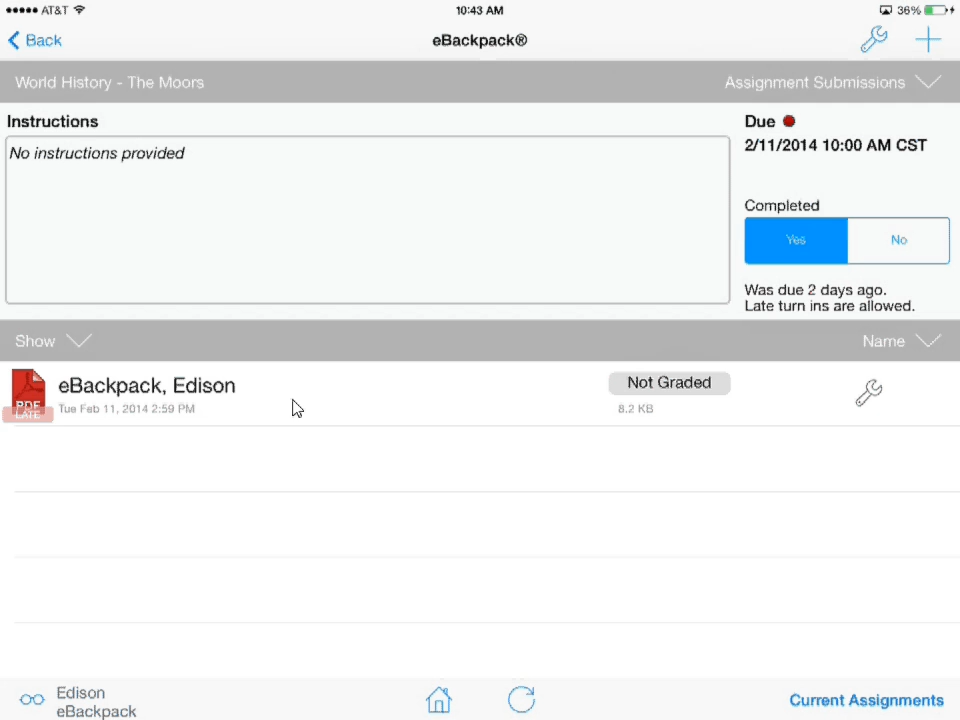 AT&T 10:43 AM 36%
Back eBackpack®
World History - The Moors Assignment Submissions
Instructions Due
No instructions provided
2/11/2014 10:00 AM CST
Completed
Yes No
Was due 2 days ago.
Late turn ins are allowed.
Show Name
PDF
LATE
eBackpack, Edison Not Graded
Tue Feb 11, 2014 2:59 PM 8.2 KB
Edison
eBackpack
Current Assignments